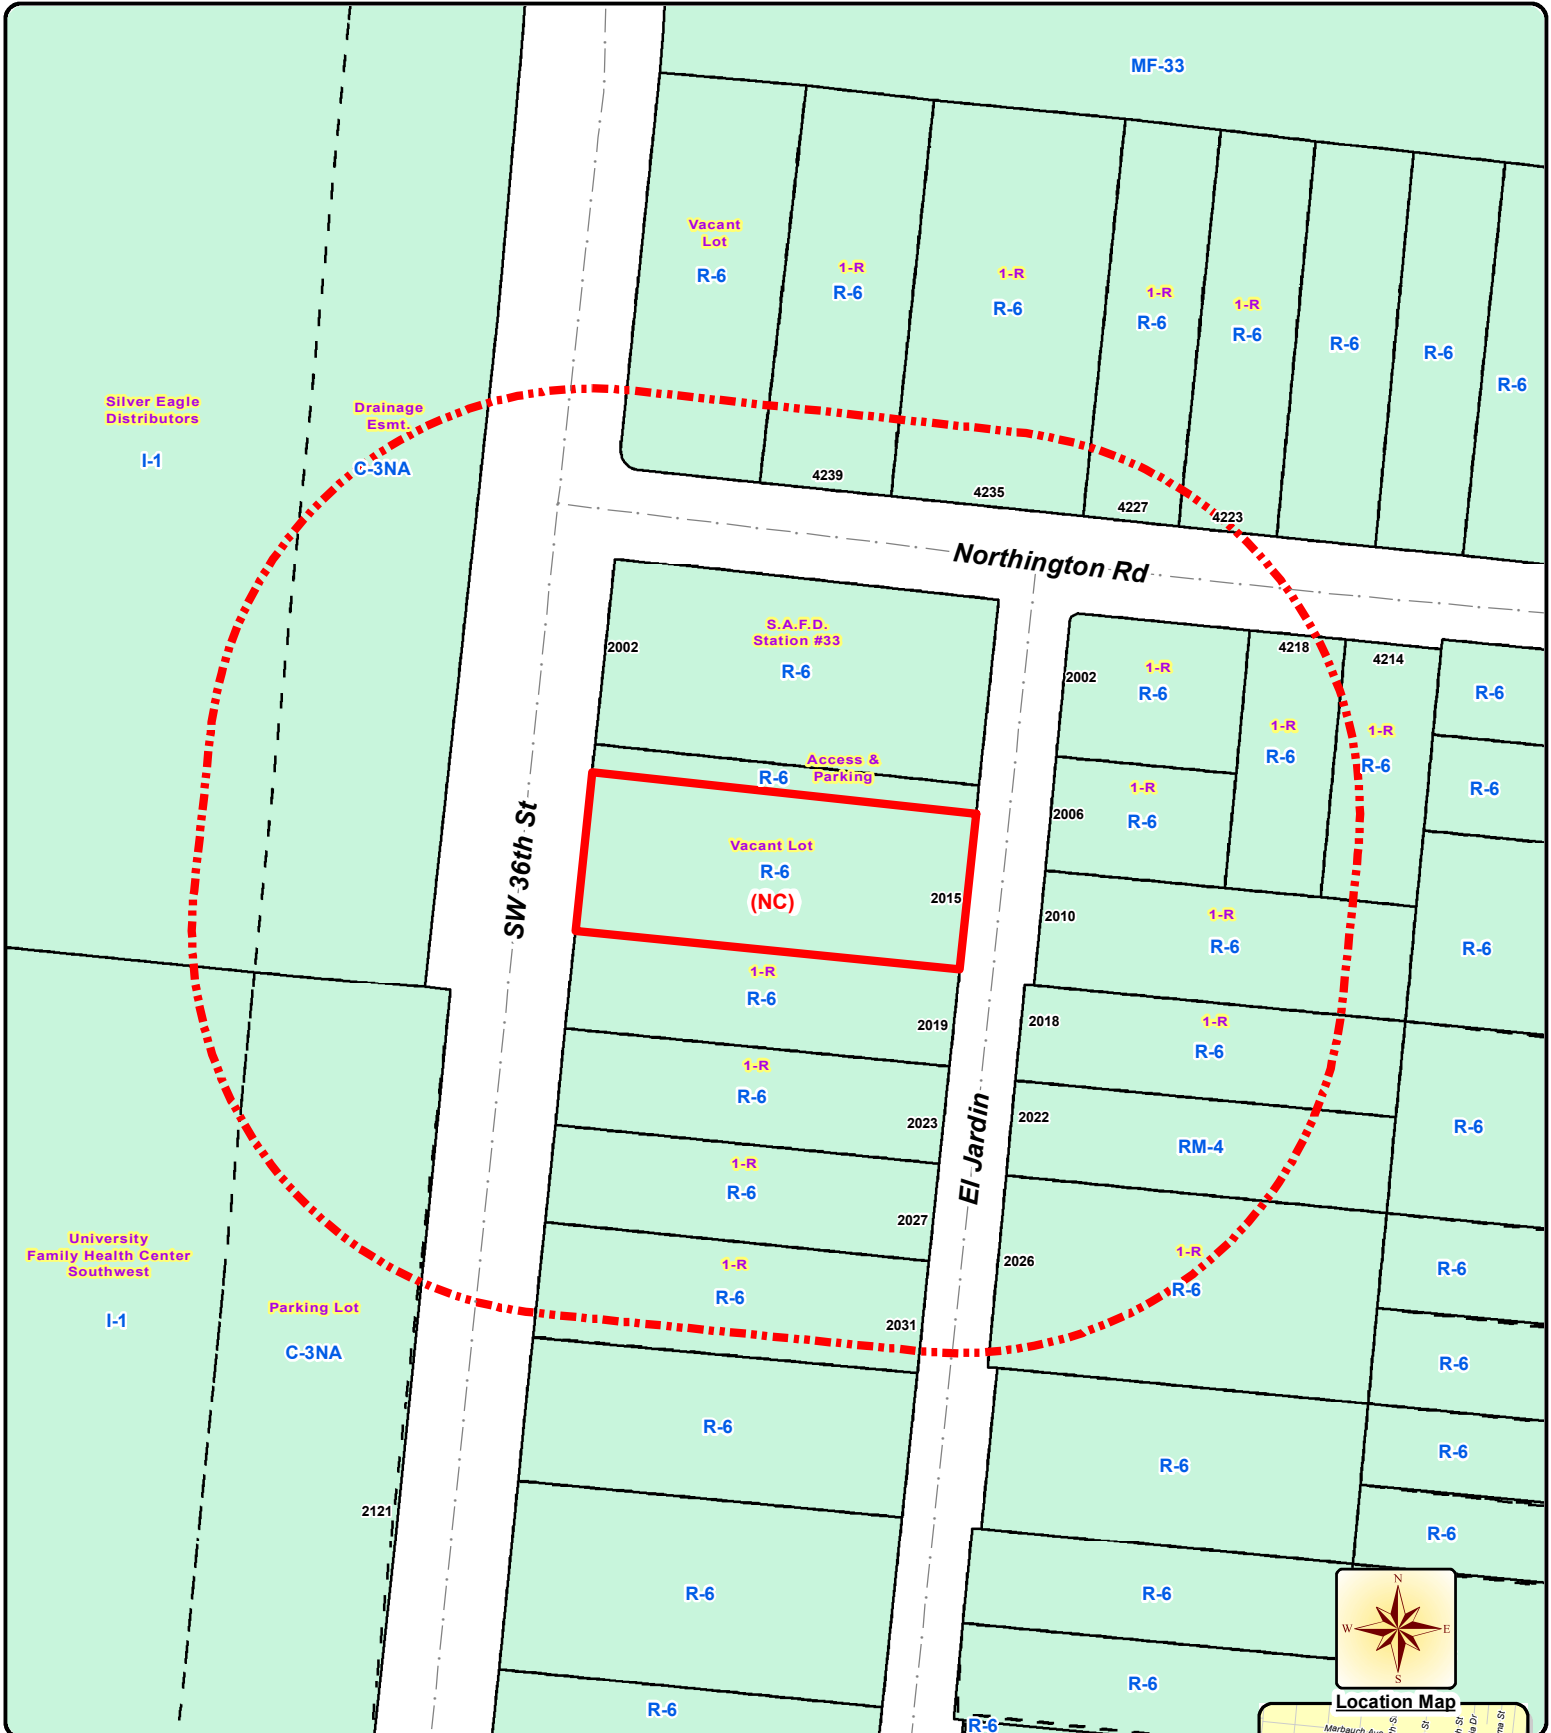 MF-33
Vacant
Lot
R-6
1-R
R-6
1-R
R-6
1-R
R-6
1-R
R-6
R-6
R-6
R-6
Silver Eagle
Distributors
I-1
Drainage
Esmt.
C-3NA
4239
4235
4227
4223
Northington Rd
S.A.F.D.
Station #33
R-6
2002
2002
1-R
R-6
4218
1-R
R-6
4214
1-R
R-6
R-6
R-6
Access &
Parking
R-6
2006
1-R
R-6
SW 36th St
Vacant Lot
R-6
(NC)
2015
2010
1-R
R-6
R-6
1-R
R-6
2019
2018
1-R
R-6
1-R
R-6
2023
2022
RM-4
R-6
El Jardin
1-R
R-6
2027
2026
1-R
R-6
R-6
1-R
R-6
2031
R-6
University
Family Health Center
Southwest
I-1
Parking Lot
C-3NA
2121
R-6
R-6
R-6
R-6
R-6
R-6
R-6
R-6
R-6
N
W
E
S
Location Map
Marbauch Ave